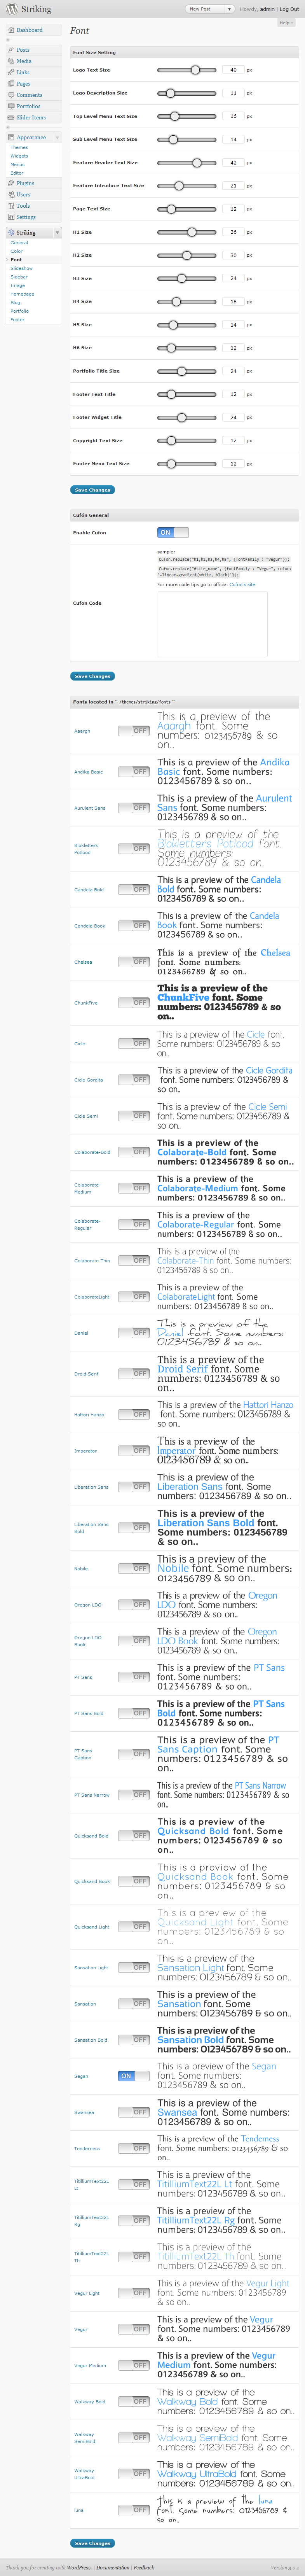 Striking
New Post
Howdy, admin | Log Out
Help
Dashboard
Posts
Media
Links
Pages
Comments
Portfolios
Slider Items
Appearance
Themes
Widgets
Menus
Editor
Plugins
Users
Tools
Settings
Striking
General
Color
Font
Slideshow
Sidebar
Image
Homepage
Blog
Portfolio
Footer
Font
Font Size Setting
Logo Text Size 40 px
Logo Description Size 11 px
Top Level Menu Text Size 16 px
Sub Level Menu Text Size 14 px
Feature Header Text Size 42 px
Feature Introduce Text Size 21 px
Page Text Size 12 px
H1 Size 36 px
H2 Size 30 px
H3 Size 24 px
H4 Size 18 px
H5 Size 14 px
H6 Size 12 px
Portfolio Title Size 24 px
Footer Text Title 12 px
Footer Widget Title 24 px
Copyright Text Size 12 px
Footer Menu Text Size 12 px
Save Changes
Cufón General
Enable Cufon ON
Cufon Code
sample:
Cufon.replace("h1,h2,h3,h4,h5", {fontFamily : "Vegur"});
Cufon.replace("#site_name", {fontFamily : "Vegur", color:
'-linear-gradient(white, black)'});
For more code tips go to official Cufon's site
Save Changes
Fonts located in " /themes/striking/fonts "
Aaargh OFF
This is a preview of the
Aaargh font. Some
numbers: 0123456789 & so
on..
Andika Basic OFF
This is a preview of the Andika
Basic font. Some numbers:
0123456789 & so on..
Aurulent Sans OFF
This is a preview of the Aurulent
Sans font. Some numbers:
0123456789 & so on..
Blokletters
Potlood OFF
This is a preview of the
Blokletters Potlood font.
Some numbers:
0123456789 & so on..
Candela Bold OFF
This is a preview of the Candela
Bold font. Some numbers:
0123456789 & so on..
Candela Book OFF
This is a preview of the Candela
Book font. Some numbers:
0123456789 & so on..
Chelsea OFF
This is a preview of the Chelsea
font. Some numbers:
0123456789 & so on..
ChunkFive OFF
This is a preview of the
ChunkFive font. Some
numbers: 0123456789 & so
on..
Cicle OFF
This is a preview of the Cicle font.
Some numbers: 0123456789 & so
on..
Cicle Gordita OFF
This is a preview of the Cicle Gordita
font. Some numbers: 0123456789 &
so on..
Cicle Semi OFF
This is a preview of the Cicle Semi
font. Some numbers: 0123456789 &
so on..
Colaborate-Bold OFF
This is a preview of the
Colaborate-Bold font. Some
numbers: 0123456789 & so on..
Colaborate-
Medium OFF
This is a preview of the
Colaborate-Medium font. Some
numbers: 0123456789 & so on..
Colaborate-
Regular OFF
This is a preview of the
Colaborate-Regular font. Some
numbers: 0123456789 & so on..
Colaborate-Thin OFF
This is a preview of the
Colaborate-Thin font. Some numbers:
0123456789 & so on..
ColaborateLight OFF
This is a preview of the
ColaborateLight font. Some
numbers: 0123456789 & so on..
Daniel OFF
This is a preview of the
Daniel font. Some numbers:
0123456789 & so on..
Droid Serif OFF
This is a preview of the
Droid Serif font. Some
numbers: 0123456789 & so
on..
Hattori Hanzo OFF
This is a preview of the Hattori Hanzo
font. Some numbers: 0123456789 &
so on..
Imperator OFF
This is a preview of the
Imperator font. Some numbers:
0123456789 & so on..
Liberation Sans OFF
This is a preview of the
Liberation Sans font. Some
numbers: 0123456789 & so on..
Liberation Sans
Bold OFF
This is a preview of the
Liberation Sans Bold font.
Some numbers: 0123456789
& so on..
Nobile OFF
This is a preview of the
Nobile font. Some numbers:
0123456789 & so on..
Oregon LDO OFF
This is a preview of the Oregon
LDO font. Some numbers:
0123456789 & so on..
Oregon LDO
Book OFF
This is a preview of the Oregon
LDO Book font. Some numbers:
0123456789 & so on..
PT Sans OFF
This is a preview of the PT Sans
font. Some numbers:
0123456789 & so on..
PT Sans Bold OFF
This is a preview of the PT Sans
Bold font. Some numbers:
0123456789 & so on..
PT Sans
Caption OFF
This is a preview of the PT
Sans Caption font. Some
numbers: 0123456789 & so
on..
PT Sans Narrow OFF
This is a preview of the PT Sans Narrow
font. Some numbers: 0123456789 & so
on..
Quicksand Bold OFF
This is a preview of the
Quicksand Bold font. Some
numbers: 0123456789 & so
on..
Quicksand Book OFF
This is a preview of the
Quicksand Book font. Some
numbers: 0123456789 & so
on..
Quicksand Light OFF
This is a preview of the
Quicksand Light font. Some
numbers: 0123456789 & so
on..
Sansation Light OFF
This is a preview of the
Sansation Light font. Some
numbers: 0123456789 & so on..
Sansation OFF
This is a preview of the
Sansation font. Some
numbers: 0123456789 & so on..
Sansation Bold OFF
This is a preview of the
Sansation Bold font. Some
numbers: 0123456789 & so on..
Segan ON
This is a preview of the Segan
font. Some numbers:
0123456789 & so on..
Swansea OFF
This is a preview of the
Swansea font. Some numbers:
0123456789 & so on..
Tenderness OFF
This is a preview of the Tenderness
font. Some numbers: 0123456789 & so
on..
TitilliumText22L
Lt OFF
This is a preview of the
TitilliumText22L Lt font. Some
numbers: 0123456789 & so on..
TitilliumText22L
Rg OFF
This is a preview of the
TitilliumText22L Rg font. Some
numbers: 0123456789 & so on..
TitilliumText22L
Th OFF
This is a preview of the
TitilliumText22L Th font. Some
numbers: 0123456789 & so on..
Vegur Light OFF
This is a preview of the Vegur Light
font. Some numbers: 0123456789
& so on..
Vegur OFF
This is a preview of the Vegur
font. Some numbers: 0123456789
& so on..
Vegur Medium OFF
This is a preview of the Vegur
Medium font. Some numbers:
0123456789 & so on..
Walkway Bold OFF
This is a preview of the
Walkway Bold font. Some
numbers: 0123456789 & so on..
Walkway
SemiBold OFF
This is a preview of the
Walkway SemiBold font. Some
numbers: 0123456789 & so on..
Walkway
UltraBold OFF
This is a preview of the
Walkway UltraBold font. Some
numbers: 0123456789 & so on..
luna OFF
this is a preview of the luna
font. Some numbers: 0123456789 &
so on..
Save Changes
Thank you for creating with WordPress. | Documentation | Feedback